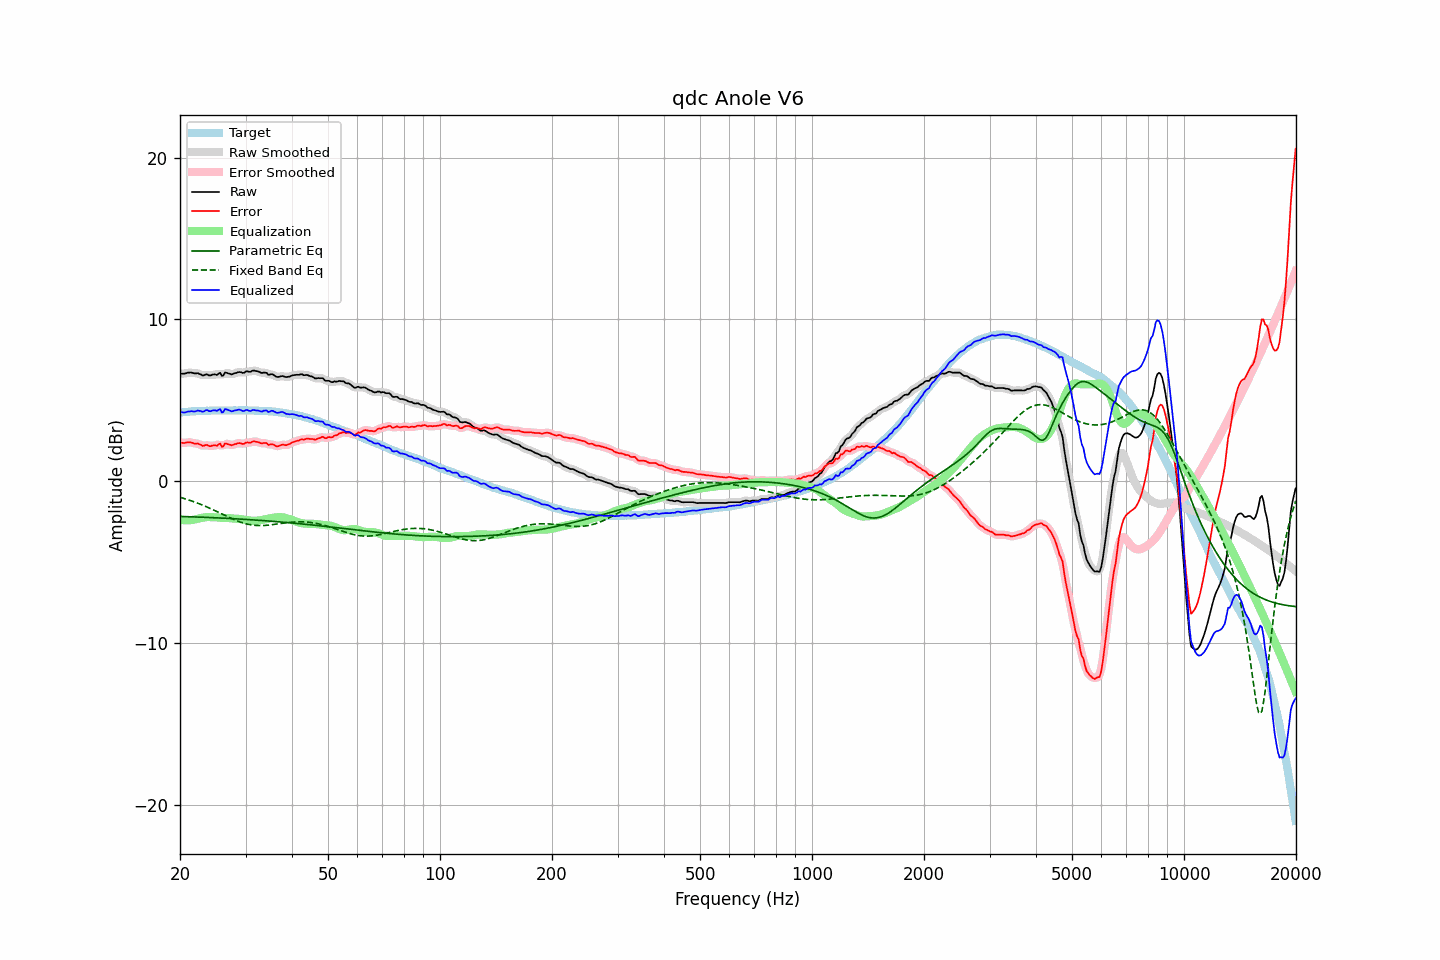 qdc Anole V6
Target
Raw Smoothed
Error Smoothed
Raw
Error
Equalization
Parametric Eq
Fixed Band Eq
Equalized
Amplitude (dBr)
20
10
0
−10
−20
20
50
100
200
500
1000
2000
5000
10000
20000
Frequency (Hz)